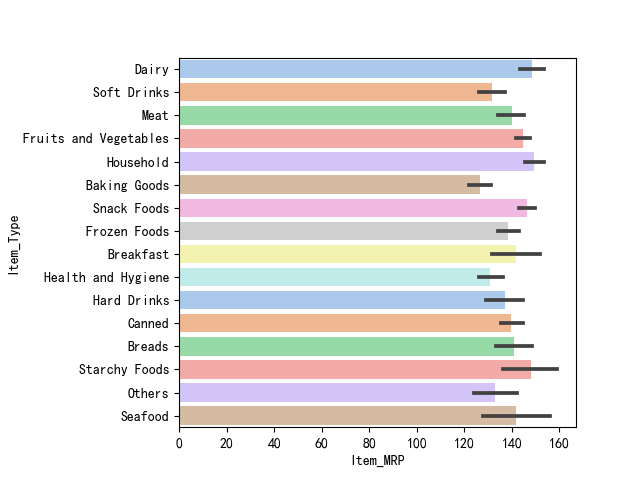 Dairy
Soft Drinks
Meat
Fruits and Vegetables
Household
Baking Goods
Snack Foods
Frozen Foods
Breakfast
Health and Hygiene
Hard Drinks
Canned
Breads
Starchy Foods
Others
Seafood
Item_Type
0 20 40 60 80 100 120 140 160
Item_MRP